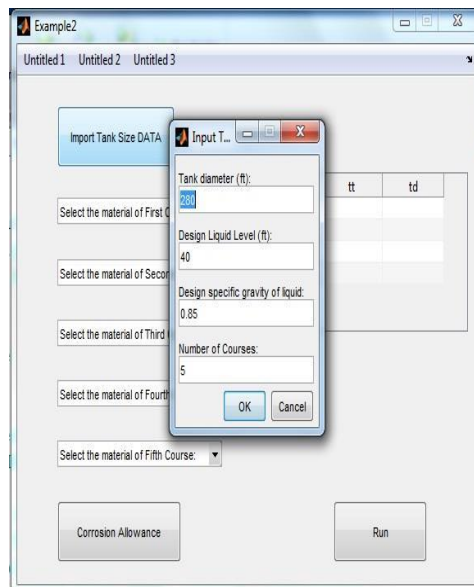 Example2
Untitled 1 Untitled 2 Untitled 3
Import Tank Size DATA
Input T...
Tank diameter (ft):
280
Design Liquid Level (ft):
40
Design specific gravity of liquid:
0.85
Number of Courses:
5
OK Cancel
tt td
Select the material of First
Select the material of
Select the material of Third
Select the material of Fourth
Select the material of Fifth Course:
Corrosion Allowance
Run